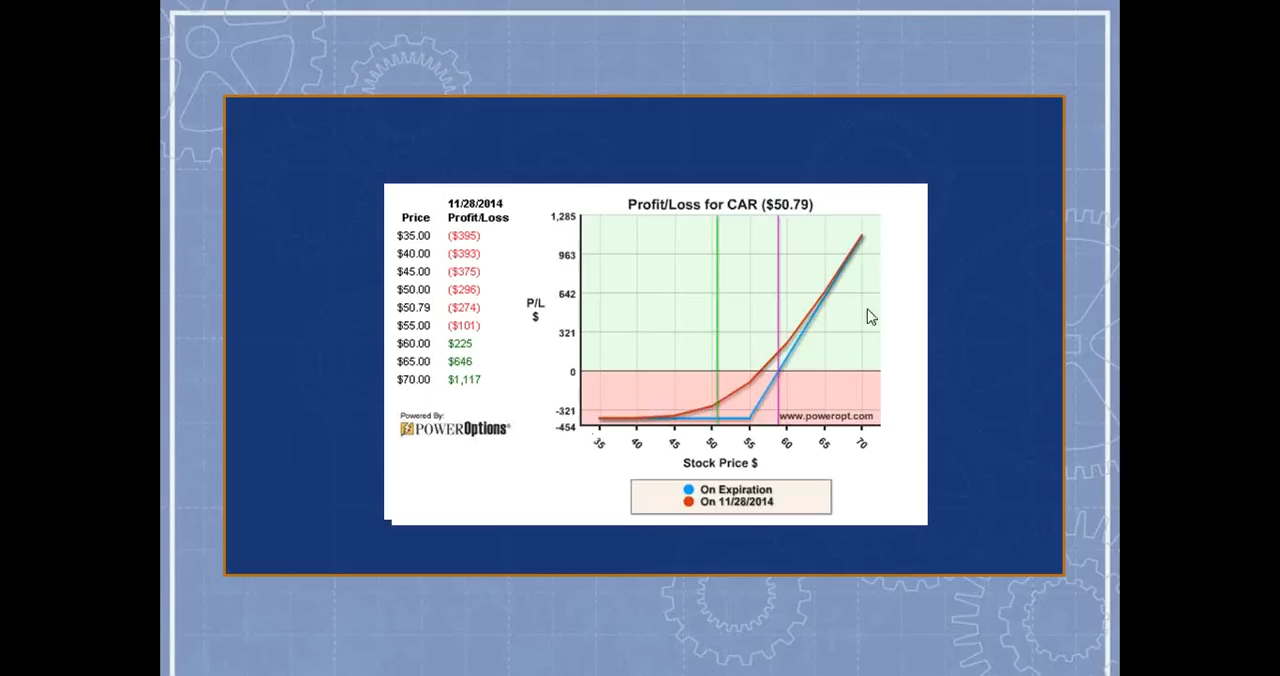 Profit/Loss for CAR ($50.79)
11/28/2014
Price Profit/Loss
$35.00 ($395)
$40.00 ($393)
$45.00 ($375)
$50.00 ($296)
$50.79 ($274)
$55.00 ($101)
$60.00 $225
$65.00 $646
$70.00 $1,117
Powered By:
POWEROptions®
1,285
963
642
321
0
-321
-454
P/L
$
www.poweropt.com
35 40 45 50 55 60 65 70
Stock Price $
On Expiration
On 11/28/2014